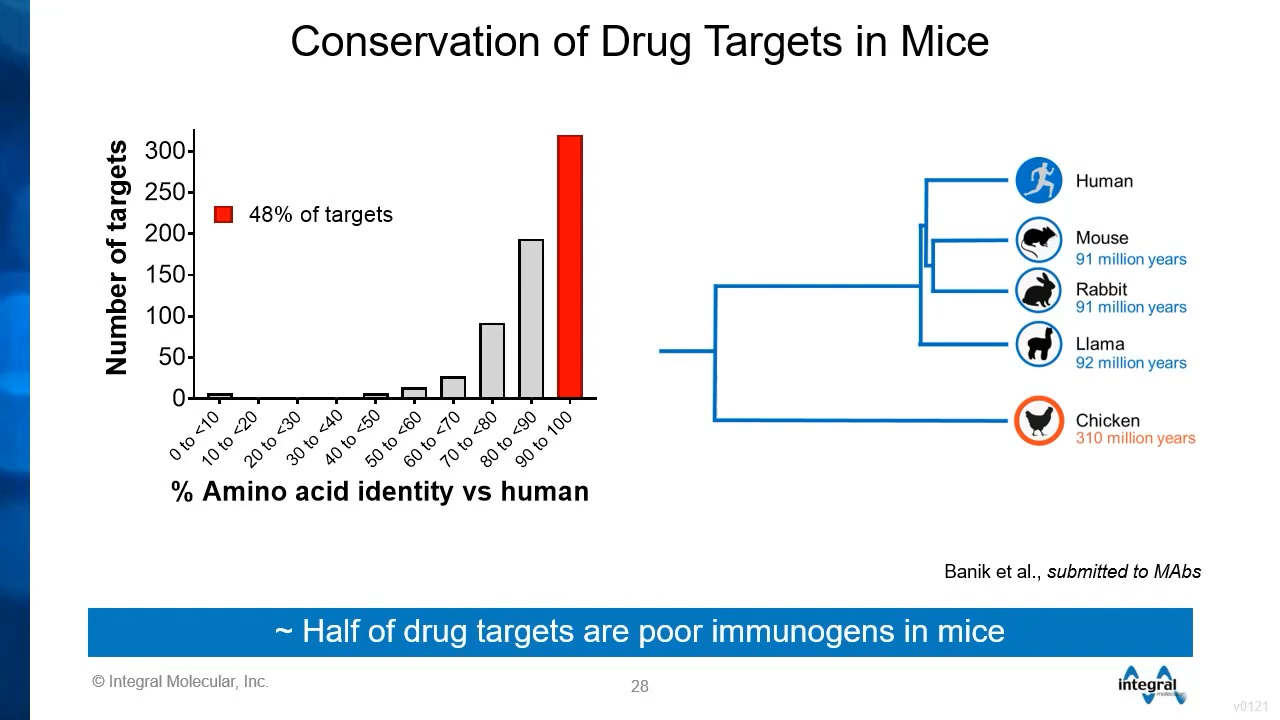 Conservation of Drug Targets in Mice
Number of targets
300
250
200
150
100
50
0
48% of targets
0 to <10
10 to <20
20 to <30
30 to <40
40 to <50
50 to <60
60 to <70
70 to <80
80 to <90
90 to 100
% Amino acid identity vs human
Human
Mouse
91 million years
Rabbit
91 million years
Llama
92 million years
Chicken
310 million years
Banik et al., submitted to MAbs
~ Half of drug targets are poor immunogens in mice
© Integral Molecular, Inc.
28
integral
molecular
v0121